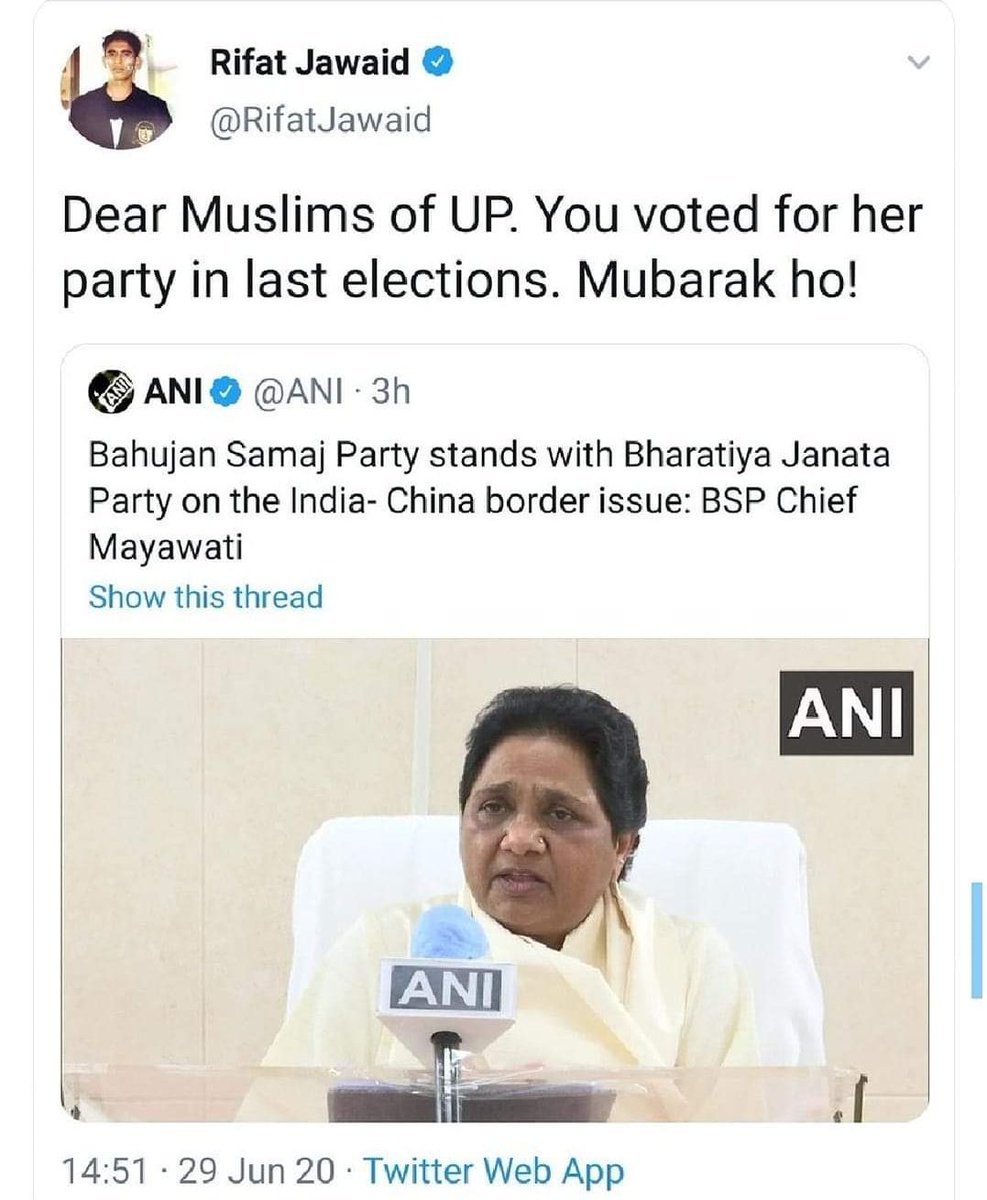 Rifat Jawaid
@RifatJawaid
Dear Muslims of UP. You voted for her
party in last elections. Mubarak ho!
ANI
ANI @ANI · 3h
Bahujan Samaj Party stands with Bharatiya Janata
Party on the India- China border issue: BSP Chief
Mayawati
Show this thread
ANI
ANI
14:51 · 29 Jun 20 · Twitter Web App